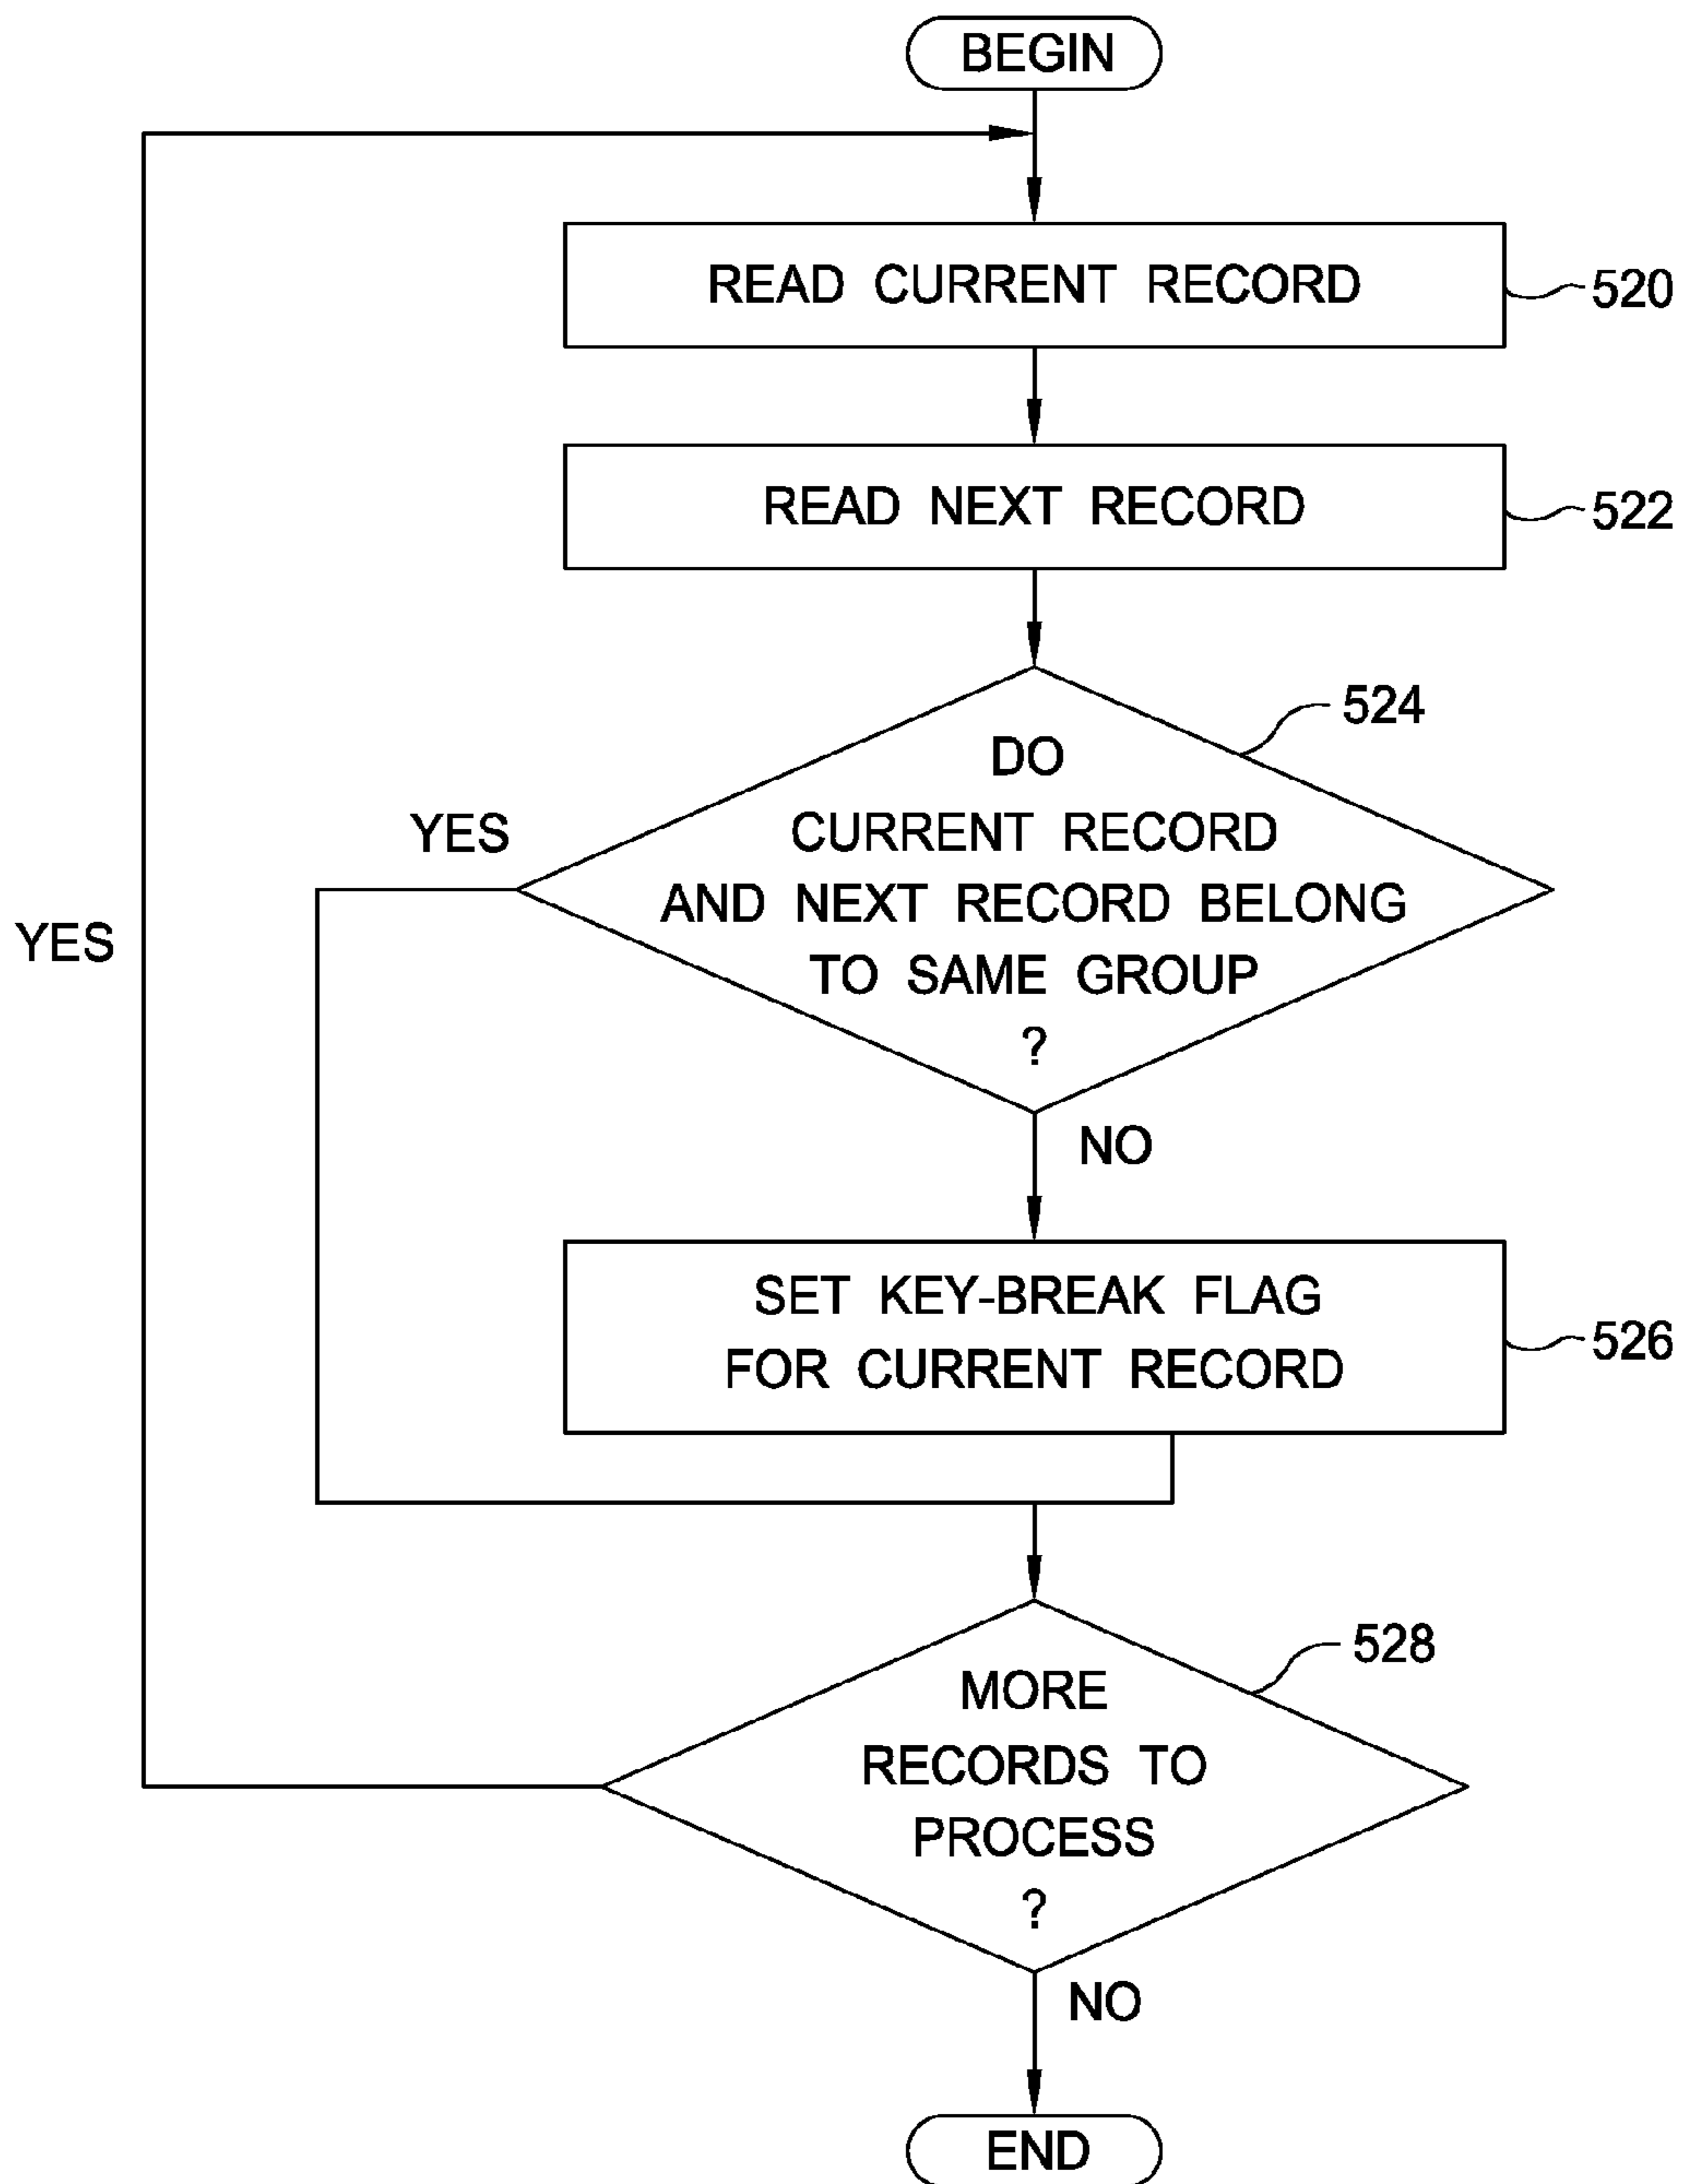 BEGIN
READ CURRENT RECORD
520
READ NEXT RECORD
522
524
DO
CURRENT RECORD
AND NEXT RECORD BELONG
TO SAME GROUP
?
YES
YES
NO
SET KEY-BREAK FLAG
FOR CURRENT RECORD
526
528
MORE
RECORDS TO
PROCESS
?
NO
END